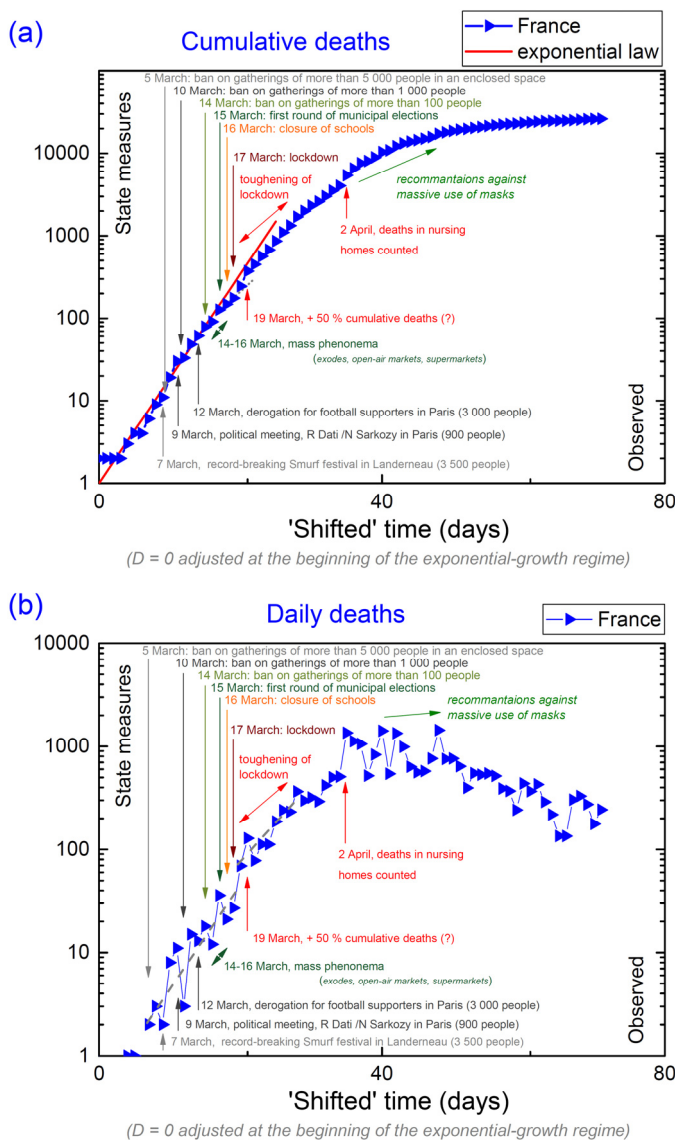 (a)
Cumulative deaths
France
exponential law
5 March: ban on gatherings of more than 5 000 people in an enclosed space
10 March: ban on gatherings of more than 1 000 people
14 March: ban on gatherings of more than 100 people
15 March: first round of municipal elections
16 March: closure of schools
17 March: lockdown
toughening of
lockdown
recommantaions against
massive use of masks
2 April, deaths in nursing
homes counted
19 March, + 50 % cumulative deaths (?)
14-16 March, mass phenonema
(exodes, open-air markets, supermarkets)
12 March, derogation for football supporters in Paris (3 000 people)
9 March, political meeting, R Dati /N Sarkozy in Paris (900 people)
7 March,  record-breaking Smurf festival in Landerneau (3 500 people)
State measures
Observed
10000
1000
100
10
1
0
40
80
'Shifted' time (days)
(D = 0 adjusted at the beginning of the exponential-growth regime)
(b)
Daily deaths
France
5 March: ban on gatherings of more than 5 000 people in an enclosed space
10 March: ban on gatherings of more than 1 000 people
14 March: ban on gatherings of more than 100 people
15 March: first round of municipal elections
16 March: closure of schools
17 March: lockdown
toughening of
lockdown
recommantaions against
massive use of masks
2 April, deaths in nursing
homes counted
19 March, + 50 % cumulative deaths (?)
14-16 March, mass phenonema
(exodes, open-air markets, supermarkets)
12 March, derogation for football supporters in Paris (3 000 people)
9 March, political meeting, R Dati /N Sarkozy in Paris (900 people)
7 March,  record-breaking Smurf festival in Landerneau (3 500 people)
State measures
Observed
10000
1000
100
10
1
0
40
80
'Shifted' time (days)
(D = 0 adjusted at the beginning of the exponential-growth regime)